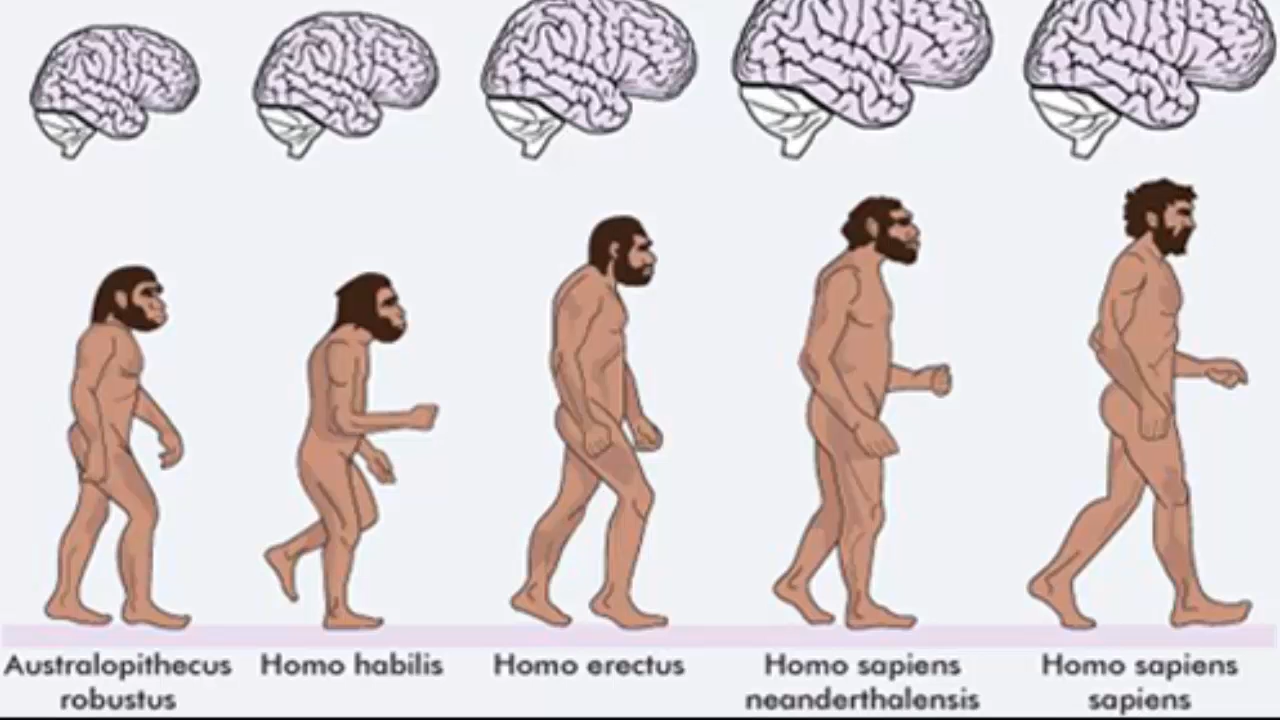 Australopithecus robustus
Homo habilis
Homo erectus
Homo sapiens neanderthalensis
Homo sapiens sapiens